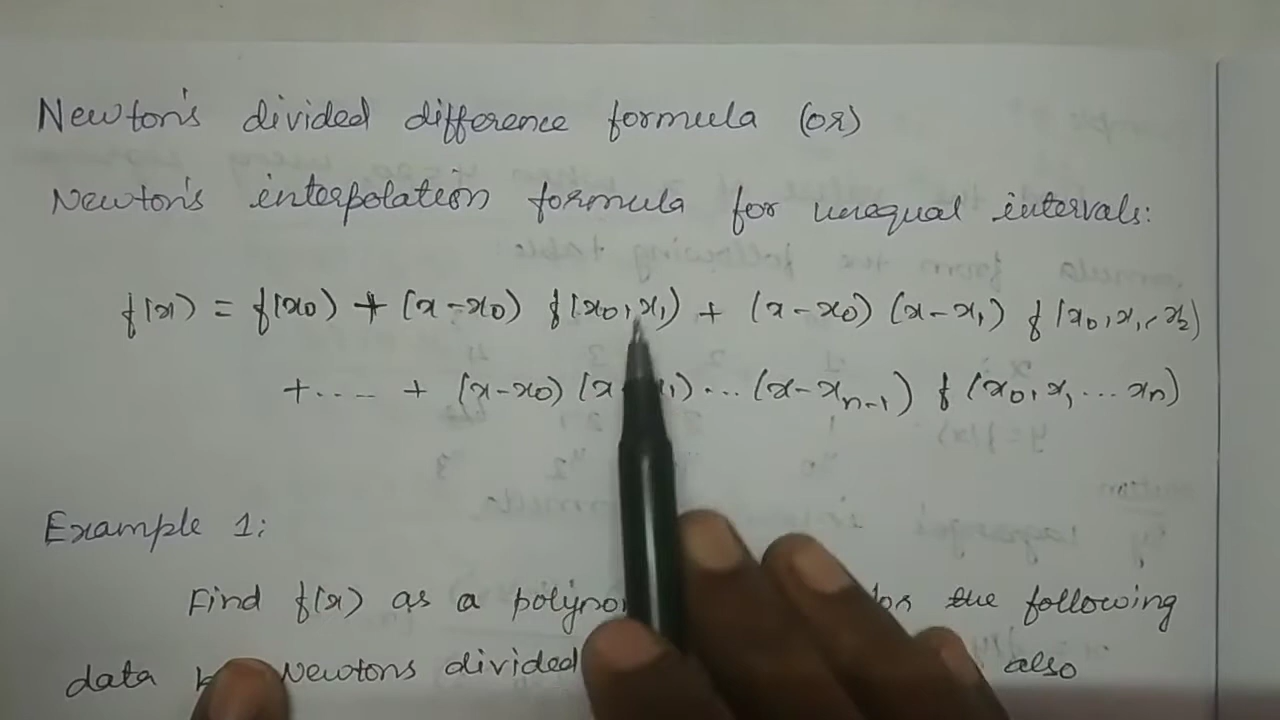 Newton's divided difference formula (or)
Newton's interpolation formula for unequal intervals:
f(x) = f(x0) + (x-x0) f(x0,x1) + (x-x0) (x-x1) f(x0,x1,x2)
+.... + (x-x0) (x x1)...(x-xn-1) f(x0,x1...xn)
Example 1:
Find f(x) as a the following
data Newtons divided also